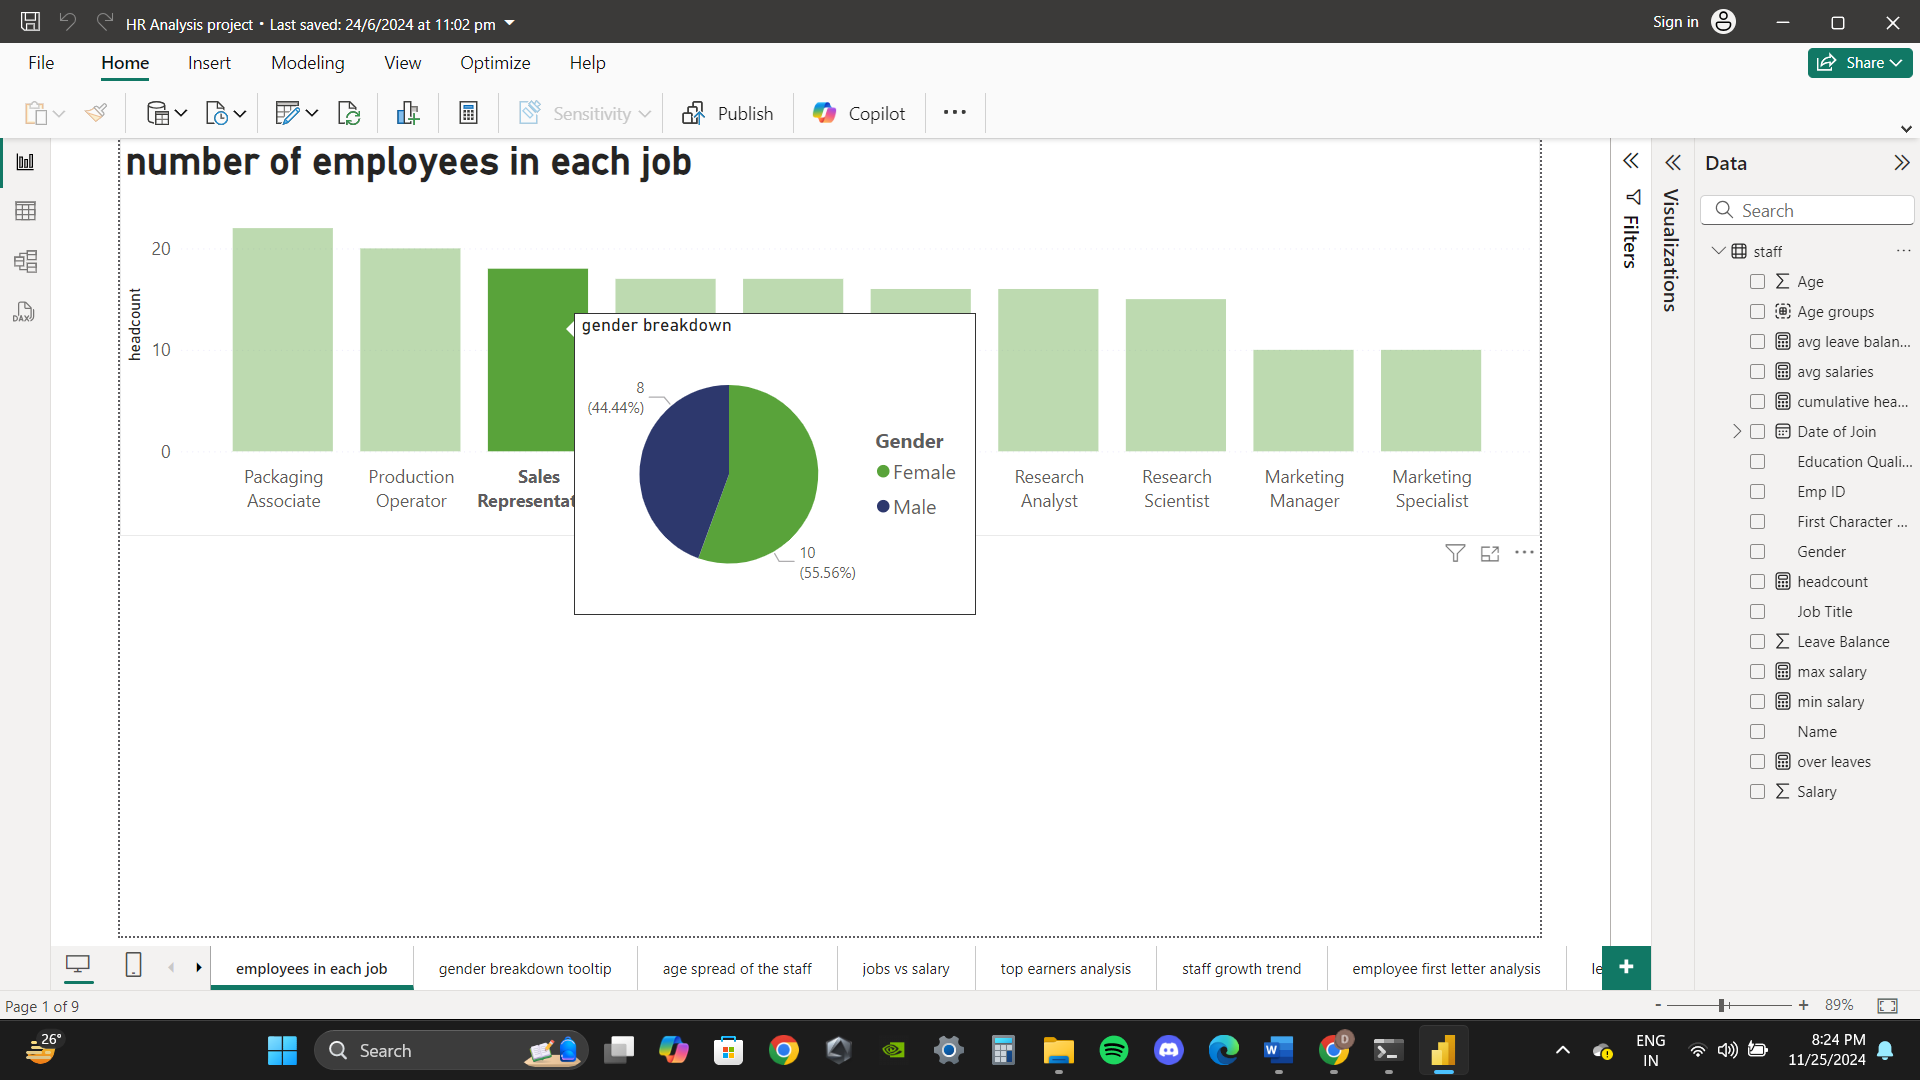 HR Analysis project • Last saved: 24/6/2024 at 11:02 pm
Sign in
File
Home
Insert
Modeling
View
Optimize
Help
Share
Sensitivity
Publish
Copilot
number of employees in each job
headcount
20
10
0
Packaging
Associate
Production
Operator
Sales
Representat
Research
Analyst
Research
Scientist
Marketing
Manager
Marketing
Specialist
gender breakdown
8
(44.44%)
10
(55.56%)
Gender
Female
Male
Filters
Visualizations
Data
Search
staff
Age
Age groups
avg leave balan...
avg salaries
cumulative hea...
Date of Join
Education Quali...
Emp ID
First Character ...
Gender
headcount
Job Title
Leave Balance
max salary
min salary
Name
over leaves
Salary
DAX
employees in each job
gender breakdown tooltip
age spread of the staff
jobs vs salary
top earners analysis
staff growth trend
employee first letter analysis
le
Page 1 of 9
- + 89%
26°
Search
ENG
IN
8:24 PM
11/25/2024